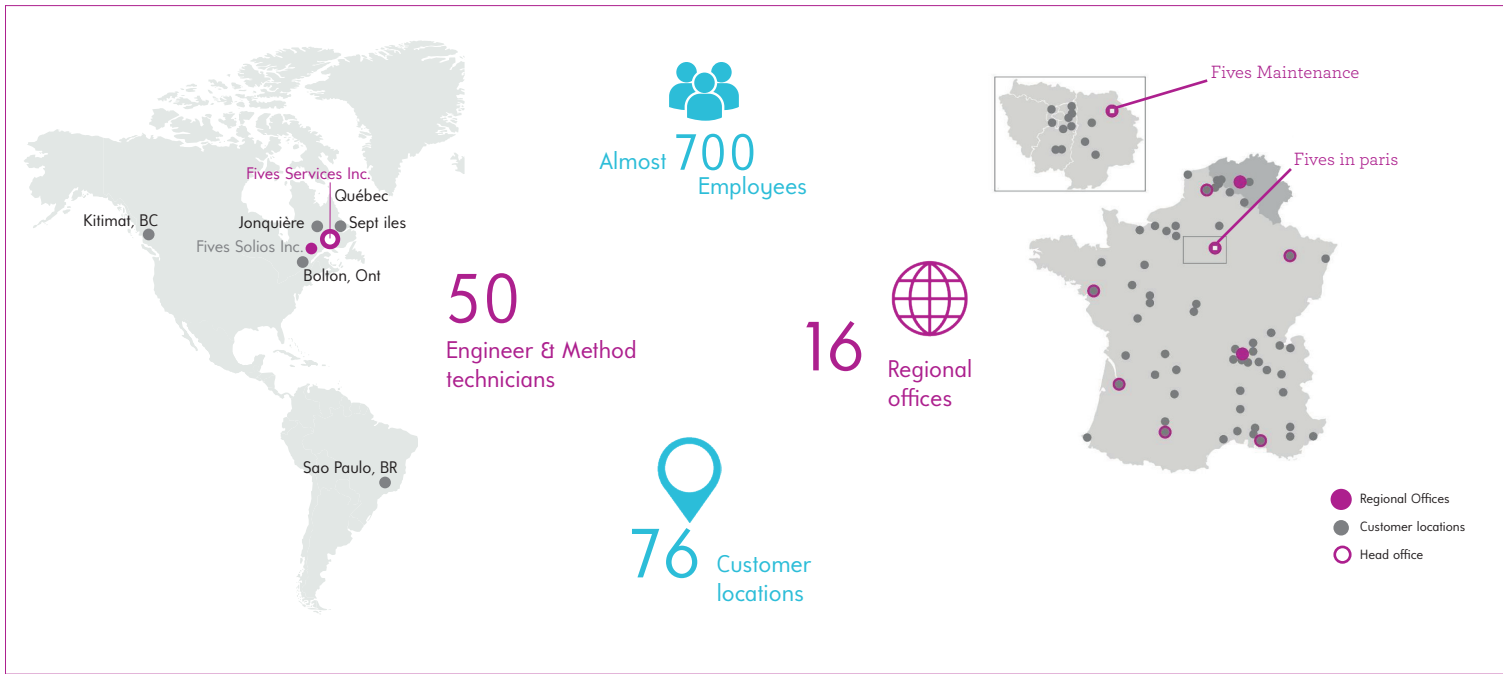 Fives Services Inc.
Québec
Kitimat, BC
Jonquière
Sept iles
Fives Solios Inc.
Bolton, Ont
Sao Paulo, BR
Almost 700
Employees
50
Engineer & Method
technicians
16
Regional
offices
76
Customer
locations
Fives Maintenance
Fives in paris
Regional Offices
Customer locations
Head office